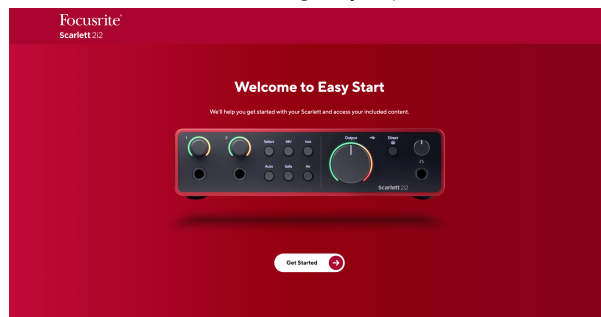 Focusrite®
Scarlett 2i2
Welcome to Easy Start
We'll help you get started with your Scarlett and access your included content.
1 2 Select 48V Inst Output Direct
Auto Safe Air
Scarlett 2i2
Get Started